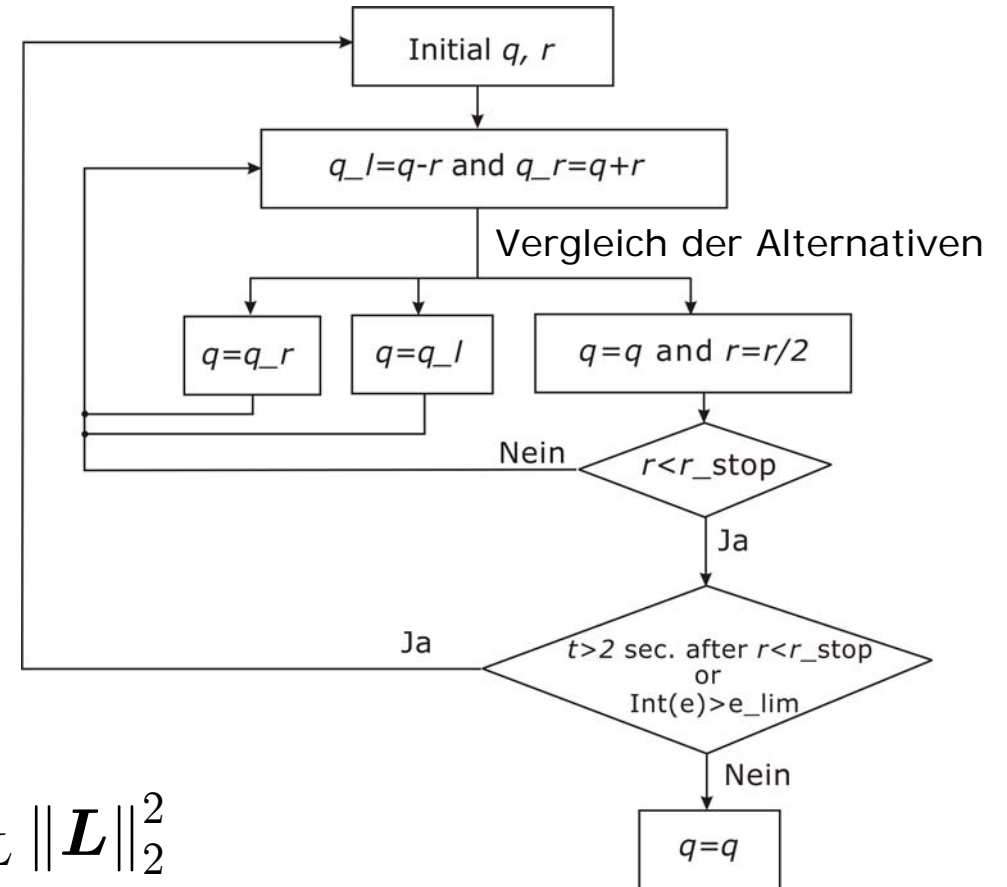 Initial q, r
q_l=q-r and q_r=q+r
Vergleich der Alternativen
q=q_r
q=q_l
q=q and r=r/2
Nein
r<r_stop
Ja
Ja
t>2 sec. after r<r_stop
or
Int(e)>e_lim
Nein
‖L‖₂²
q=q